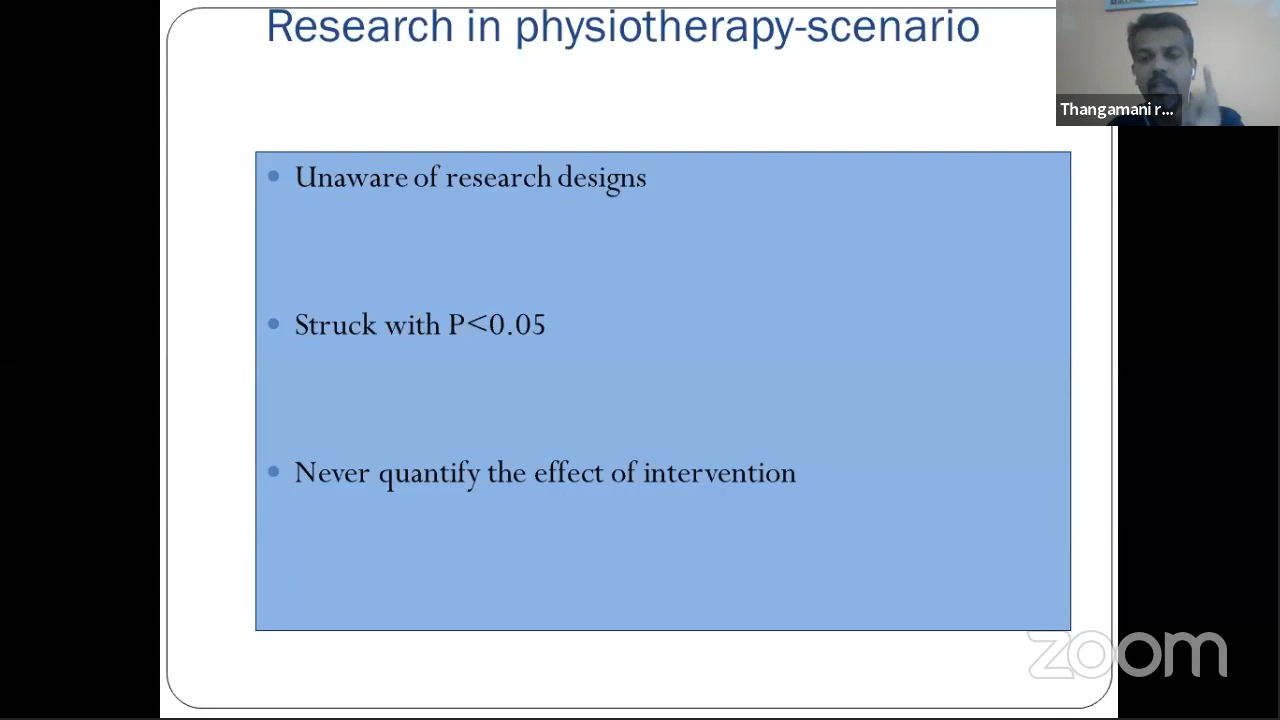 Research in physiotherapy-scenario
Thangamani r...
Unaware of research designs
Struck with P<0.05
Never quantify the effect of intervention
zoom